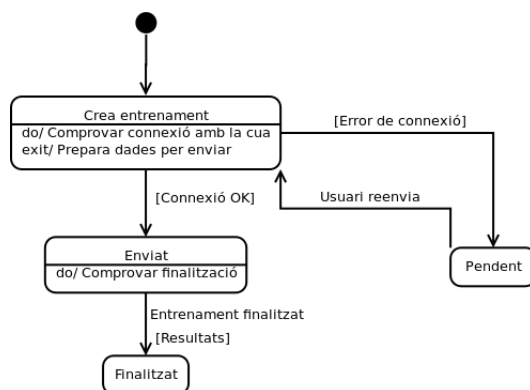 Crea entrenament
do/ Comprovar connexió amb la cua
exit/ Prepara dades per enviar
[Error de connexió]
[Connexió OK]
Usuari reenvia
Enviat
do/ Comprovar finalització
Pendent
Entrenament finalitzat
[Resultats]
Finalitzat